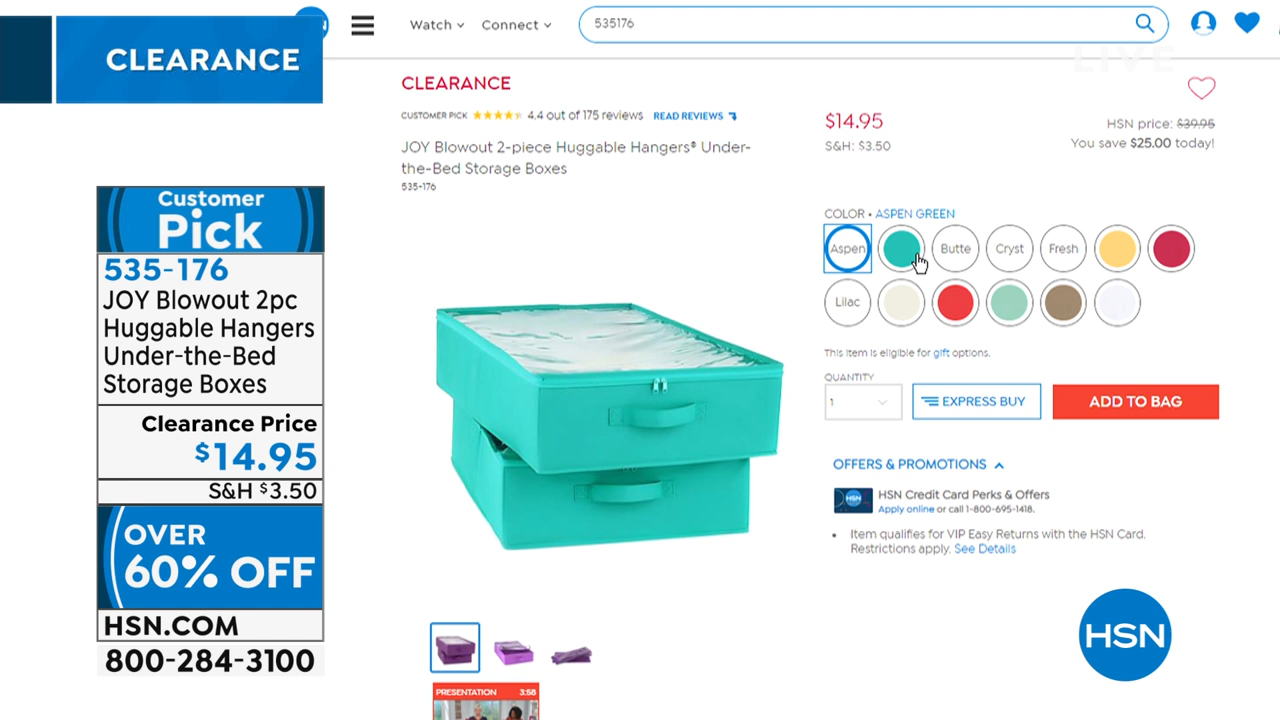 CLEARANCE
Watch
Connect
535176
LIVE
CLEARANCE
CUSTOMER PICK 4.4 out of 175 reviews READ REVIEWS
JOY Blowout 2-piece Huggable Hangers® Under-
the-Bed Storage Boxes
535-176
$14.95
S&H: $3.50
HSN price: $39.95
You save $25.00 today!
COLOR • ASPEN GREEN
Aspen
Butte
Cryst
Fresh
Lilac
This item is eligible for gift options.
QUANTITY
1
EXPRESS BUY
ADD TO BAG
OFFERS & PROMOTIONS
HSN
HSN Credit Card Perks & Offers
Apply online or call 1-800-695-1418.
• Item qualifies for VIP Easy Returns with the HSN Card.
Restrictions apply. See Details
PRESENTATION 3:58
Customer
Pick
535-176
JOY Blowout 2pc
Huggable Hangers
Under-the-Bed
Storage Boxes
Clearance Price
$14.95
S&H $3.50
OVER
60% OFF
HSN.COM
800-284-3100
HSN